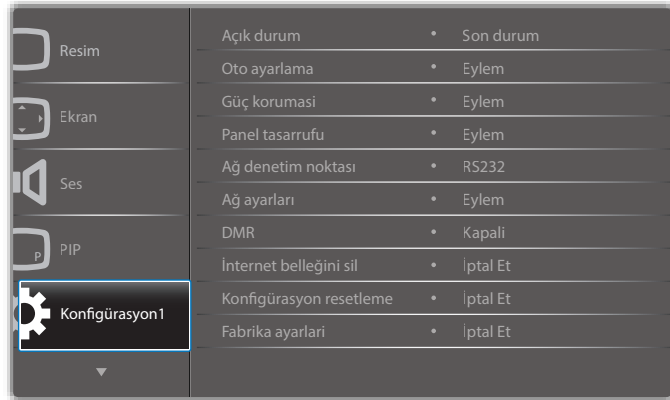 Resim
Ekran
Ses
P
PIP
Konfigürasyon1
Açık durum • Son durum
Oto ayarlama • Eylem
Güç korumasi • Eylem
Panel tasarrufu • Eylem
Ağ denetim noktası • RS232
Ağ ayarları • Eylem
DMR • Kapali
İnternet belleğini sil • İptal Et
Konfigürasyon resetleme • İptal Et
Fabrika ayarlari • İptal Et